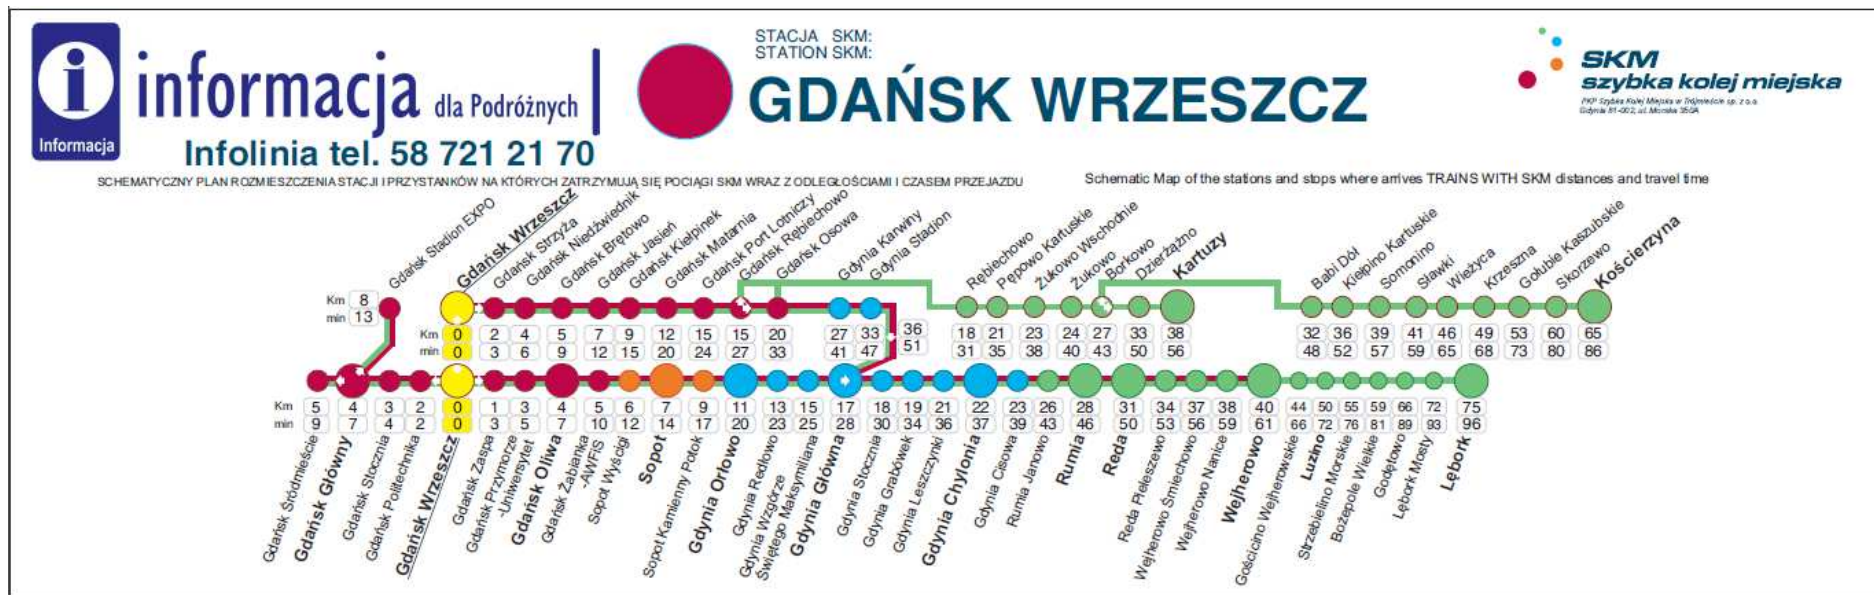 i
Informacja
informacja dla Podróżnych
Infolinia tel. 58 721 21 70
STACJA SKM:
STATION SKM:
GDAŃSK WRZESZCZ
SKM
szybka kolej miejska
PKP Szybka Kolej Miejska w Trójmieście sp. z o.o.
Gdynia 81-002, ul. Morska 350A
SCHEMATYCZNY PLAN ROZMIESZCZENIA STACJI I PRZYSTANKÓW NA KTÓRYCH ZATRZYMUJĄ SIĘ POCIĄGI SKM WRAZ Z ODLEGŁOŚCIAMI I CZASEM PRZEJAZDU
Schematic Map of the stations and stops where arrives TRAINS WITH SKM distances and travel time
Gdańsk Stadion EXPO
Gdańsk Wrzeszcz
Gdańsk Strzyża
Gdańsk Niedźwiednik
Gdańsk Brętowo
Gdańsk Jasień
Gdańsk Kiełpinek
Gdańsk Matarnia
Gdańsk Port Lotniczy
Gdańsk Rębiechowo
Gdańsk Osowa
Gdynia Karwiny
Gdynia Stadion
Rębiechowo
Pępowo Kartuskie
Żukowo Wschodnie
Żukowo
Borkowo
Dzierżążno
Kartuzy
Babi Dół
Kiełpino Kartuskie
Somonino
Sławki
Wieżyca
Krzeszna
Gołubie Kaszubskie
Skorzewo
Kościerzyna
Km 8
min 13
Km 0 2 4 5 7 9 12 15 15 20 27 33 36 18 21 23 24 27 33 38 32 36 39 41 46 49 53 60 65
min 0 3 6 9 12 15 20 24 27 33 41 47 51 31 35 38 40 43 50 56 48 52 57 59 65 68 73 80 86
Km 5 4 3 2 0 1 3 4 5 6 7 9 11 13 15 17 18 19 21 22 23 26 28 31 34 37 38 40 44 50 55 59 66 72 75
min 9 7 4 2 0 3 5 7 10 12 14 17 20 23 25 28 30 34 36 37 39 43 46 50 53 56 59 61 66 72 76 81 89 93 96
Gdańsk Śródmieście
Gdańsk Główny
Gdańsk Stocznia
Gdańsk Politechnika
Gdańsk Wrzeszcz
Gdańsk Zaspa
Gdańsk Przymorze
-Uniwersytet
Gdańsk Oliwa
Gdańsk Żabianka
-AWFiS
Sopot Wyścigi
Sopot
Sopot Kamienny Potok
Gdynia Orłowo
Gdynia Redłowo
Gdynia Wzgórze
Świętego Maksymiliana
Gdynia Główna
Gdynia Stocznia
Gdynia Grabówek
Gdynia Leszczynki
Gdynia Chylonia
Gdynia Cisowa
Rumia Janowo
Rumia
Reda
Reda Pieleszewo
Wejherowo Śmiechowo
Wejherowo Nanice
Wejherowo
Gościcino Wejherowskie
Luzino
Strzebielino Morskie
Bożepole Wielkie
Godętowo
Lębork Mosty
Lębork